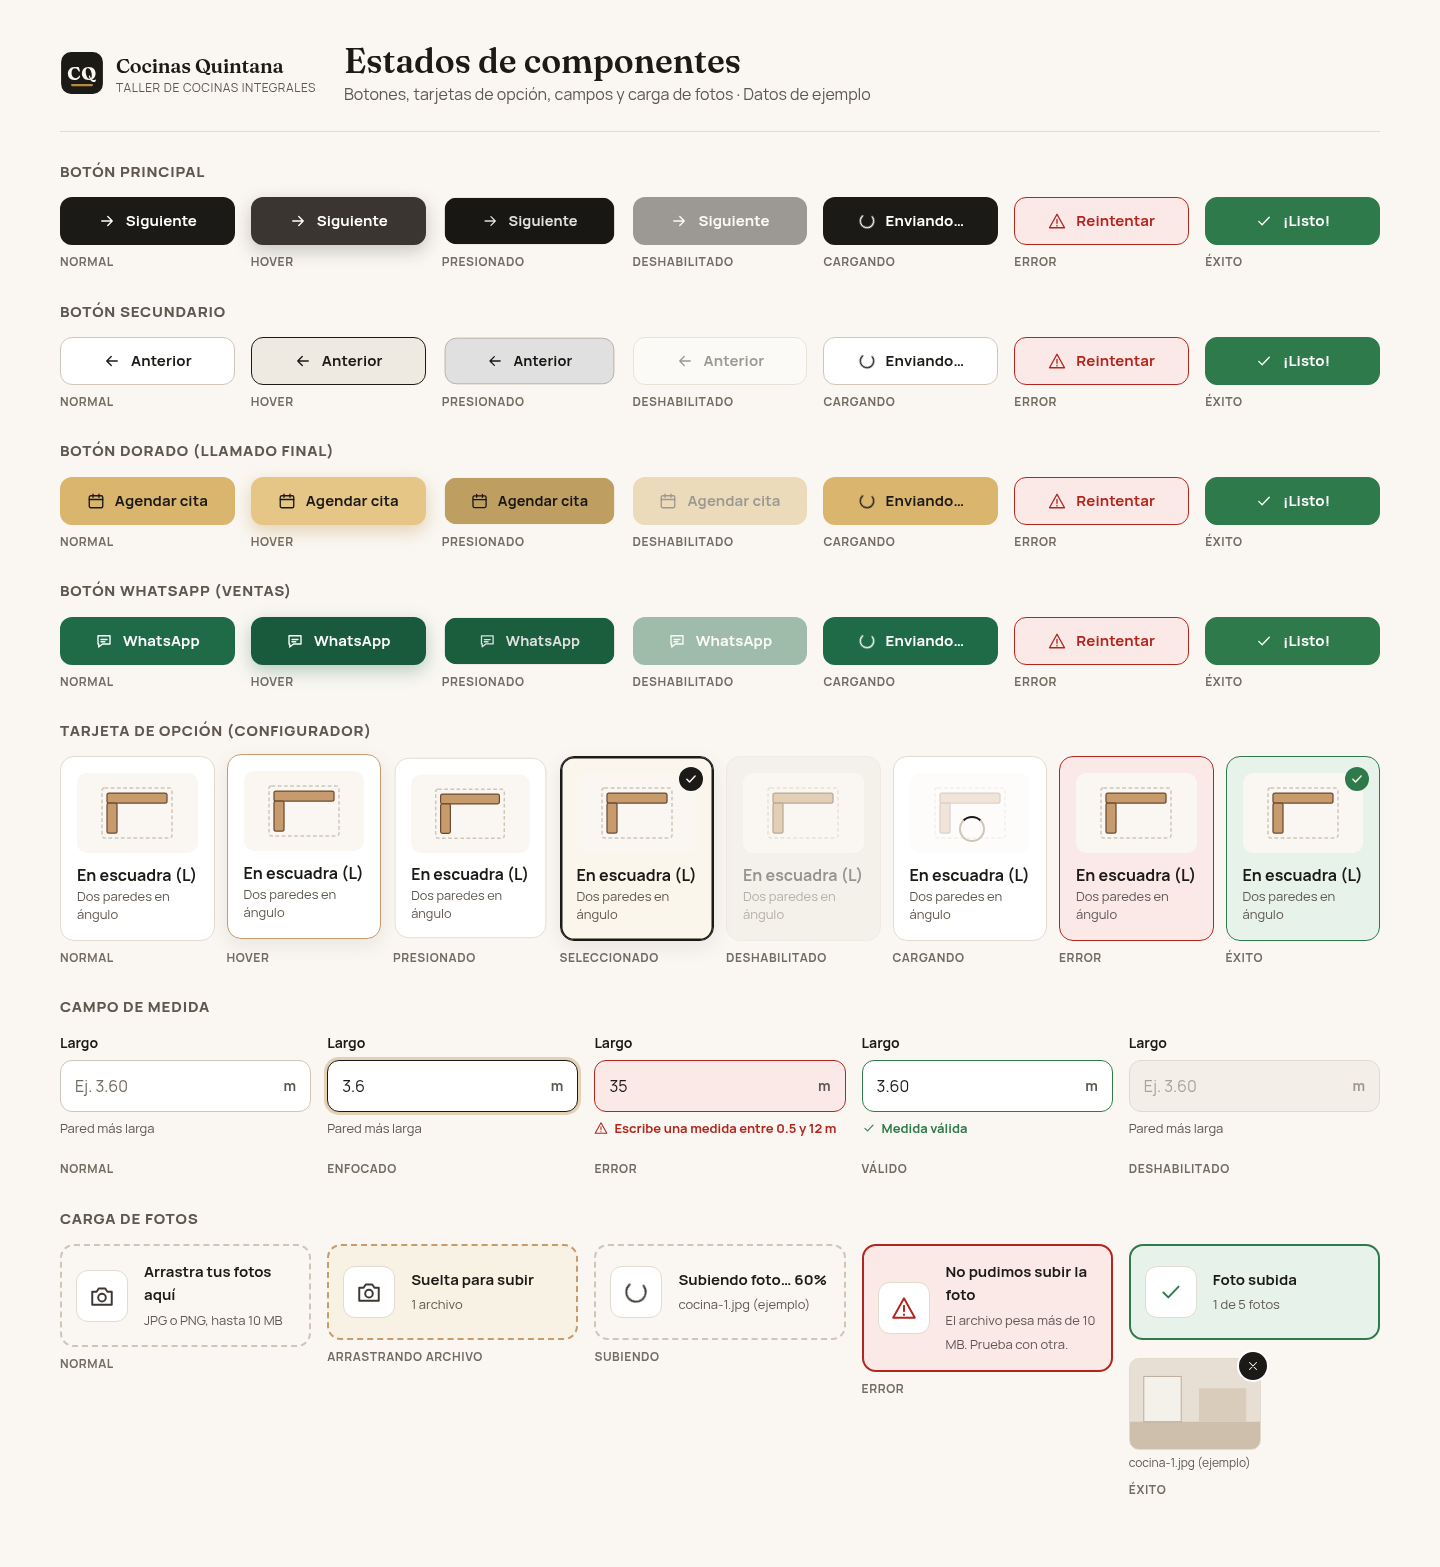 CQ
Cocinas Quintana
TALLER DE COCINAS INTEGRALES
Estados de componentes
Botones, tarjetas de opción, campos y carga de fotos · Datos de ejemplo
BOTÓN PRINCIPAL
Siguiente
Siguiente
Siguiente
Siguiente
Enviando...
Reintentar
¡Listo!
NORMAL
HOVER
PRESIONADO
DESHABILITADO
CARGANDO
ERROR
ÉXITO
BOTÓN SECUNDARIO
Anterior
Anterior
Anterior
Anterior
Enviando...
Reintentar
¡Listo!
NORMAL
HOVER
PRESIONADO
DESHABILITADO
CARGANDO
ERROR
ÉXITO
BOTÓN DORADO (LLAMADO FINAL)
Agendar cita
Agendar cita
Agendar cita
Agendar cita
Enviando...
Reintentar
¡Listo!
NORMAL
HOVER
PRESIONADO
DESHABILITADO
CARGANDO
ERROR
ÉXITO
BOTÓN WHATSAPP (VENTAS)
WhatsApp
WhatsApp
WhatsApp
WhatsApp
Enviando...
Reintentar
¡Listo!
NORMAL
HOVER
PRESIONADO
DESHABILITADO
CARGANDO
ERROR
ÉXITO
TARJETA DE OPCIÓN (CONFIGURADOR)
En escuadra (L)
Dos paredes en
ángulo
NORMAL
En escuadra (L)
Dos paredes en
ángulo
HOVER
En escuadra (L)
Dos paredes en
ángulo
PRESIONADO
En escuadra (L)
Dos paredes en
ángulo
SELECCIONADO
En escuadra (L)
Dos paredes en
ángulo
DESHABILITADO
En escuadra (L)
Dos paredes en
ángulo
CARGANDO
En escuadra (L)
Dos paredes en
ángulo
ERROR
En escuadra (L)
Dos paredes en
ángulo
ÉXITO
CAMPO DE MEDIDA
Largo
Ej. 3.60 m
Pared más larga
NORMAL
Largo
3.6 m
Pared más larga
ENFOCADO
Largo
35 m
Escribe una medida entre 0.5 y 12 m
ERROR
Largo
3.60 m
Medida válida
VÁLIDO
Largo
Ej. 3.60 m
Pared más larga
DESHABILITADO
CARGA DE FOTOS
Arrastra tus fotos
aquí
JPG o PNG, hasta 10 MB
NORMAL
Suelta para subir
1 archivo
ARRASTRANDO ARCHIVO
Subiendo foto... 60%
cocina-1.jpg (ejemplo)
SUBIENDO
No pudimos subir la
foto
El archivo pesa más de 10
MB. Prueba con otra.
ERROR
Foto subida
1 de 5 fotos
cocina-1.jpg (ejemplo)
ÉXITO